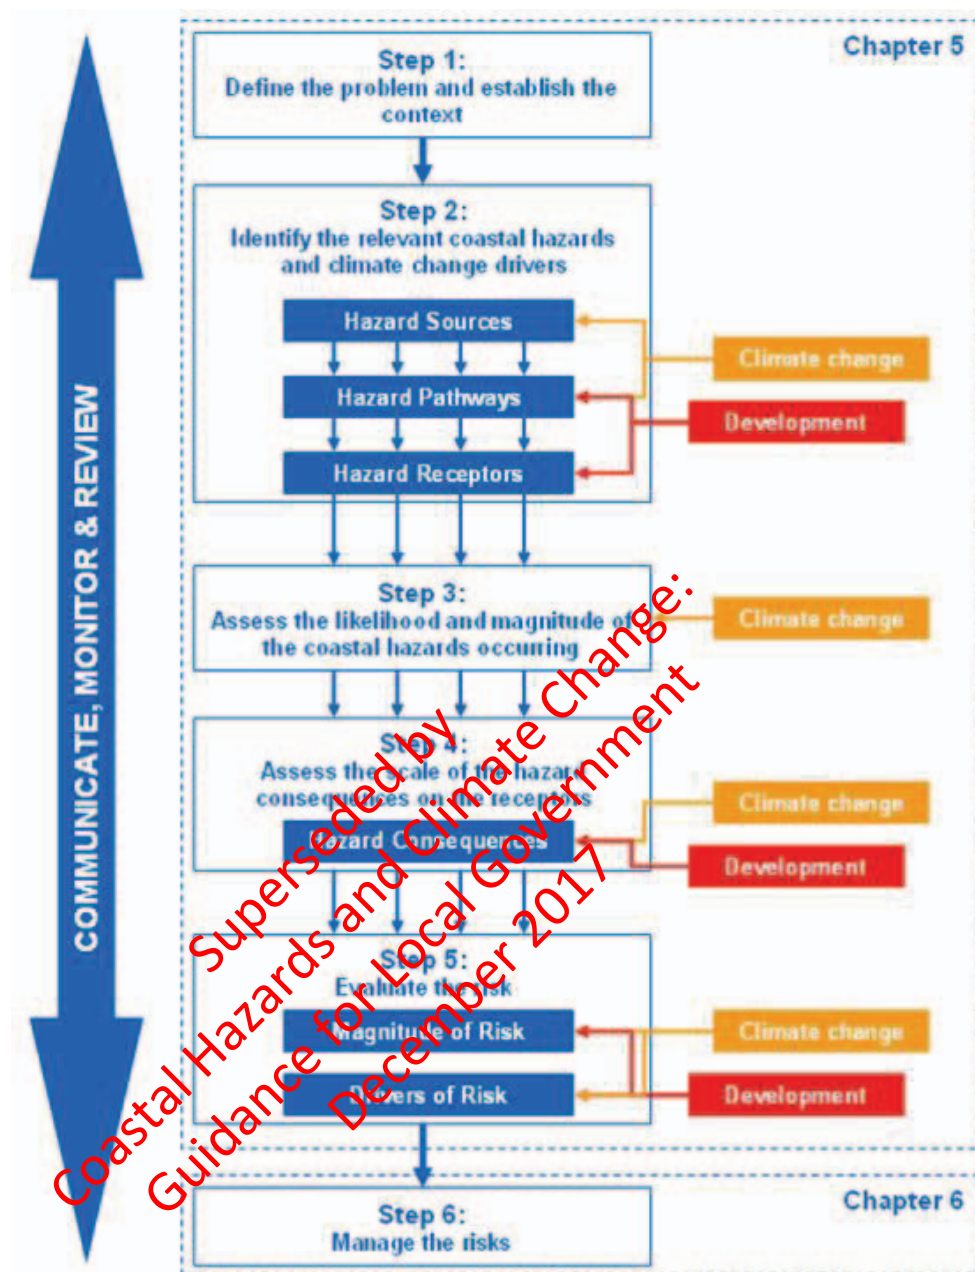 Chapter 5
Step 1:
Define the problem and establish the
context
Step 2:
Identify the relevant coastal hazards
and climate change drivers
Hazard Sources
Climate change
Hazard Pathways
Development
Hazard Receptors
Step 3:
Assess the likelihood and magnitude of
the coastal hazards occurring
Climate change
Step 4:
Assess the scale of the hazard
consequences on the receptors
Climate change
Hazard Consequences
Development
Step 5:
Evaluate the risk
Magnitude of Risk
Climate change
Drivers of Risk
Development
Chapter 6
Step 6:
Manage the risks
COMMUNICATE, MONITOR & REVIEW
Superseded by
Coastal Hazards and Climate Change:
Guidance for Local Government
December 2017